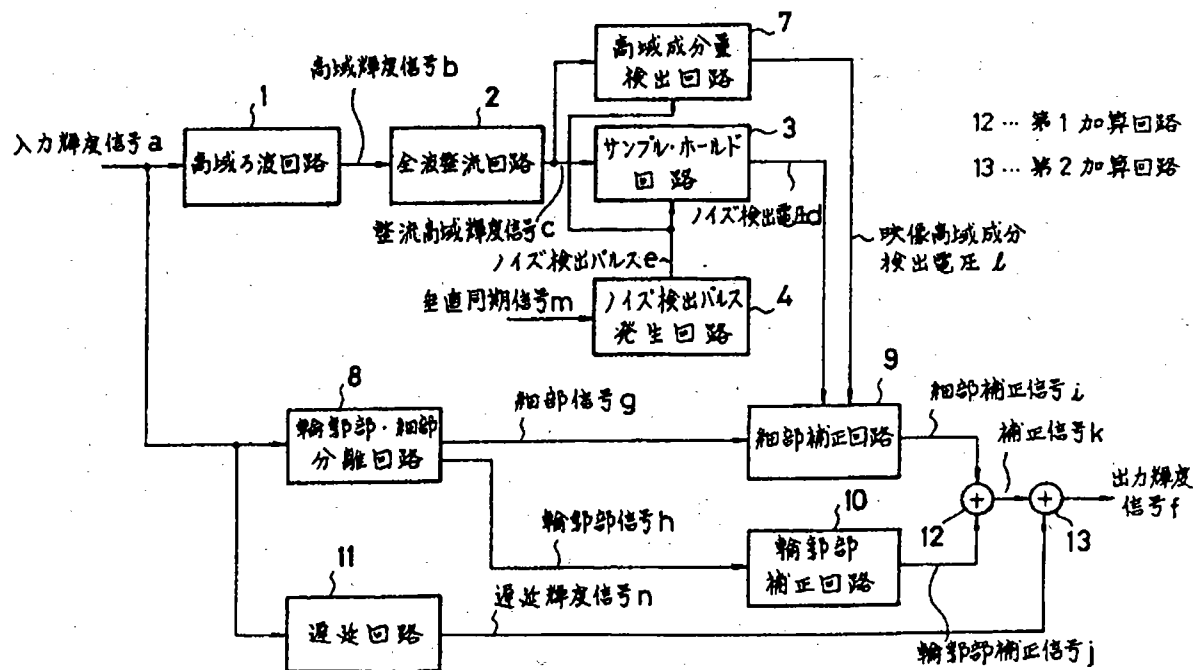 7
高域成分量
検出回路
高域輝度信号b
1
2
3
12… 第1加算回路
入力輝度信号a
高域ろ波回路
全波整流回路
サンプル・ホールド
回路
13… 第2加算回路
ノイズ検出電圧d
整流高域輝度信号c
ノイズ検出パルスe
映像高域成分
検出電圧l
垂直同期信号m
ノイズ検出パルス
発生回路
4
8
細部信号g
9
細部補正信号i
輪郭部・細部
分離回路
細部補正回路
補正信号k
出力輝度
信号f
輪郭部信号h
10
12
13
輪郭部
補正回路
11
遅延輝度信号n
遅延回路
輪郭部補正信号j